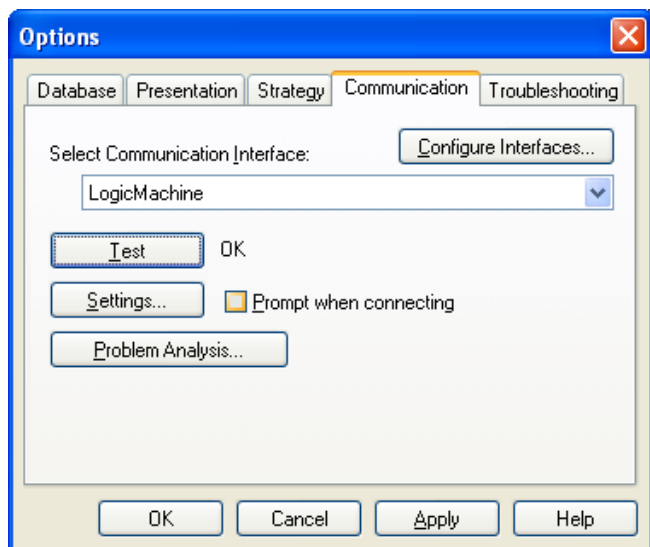 Options
Database Presentation Strategy Communication Troubleshooting
Select Communication Interface: Configure Interfaces...
LogicMachine
Test OK
Settings... Prompt when connecting
Problem Analysis...
OK Cancel Apply Help